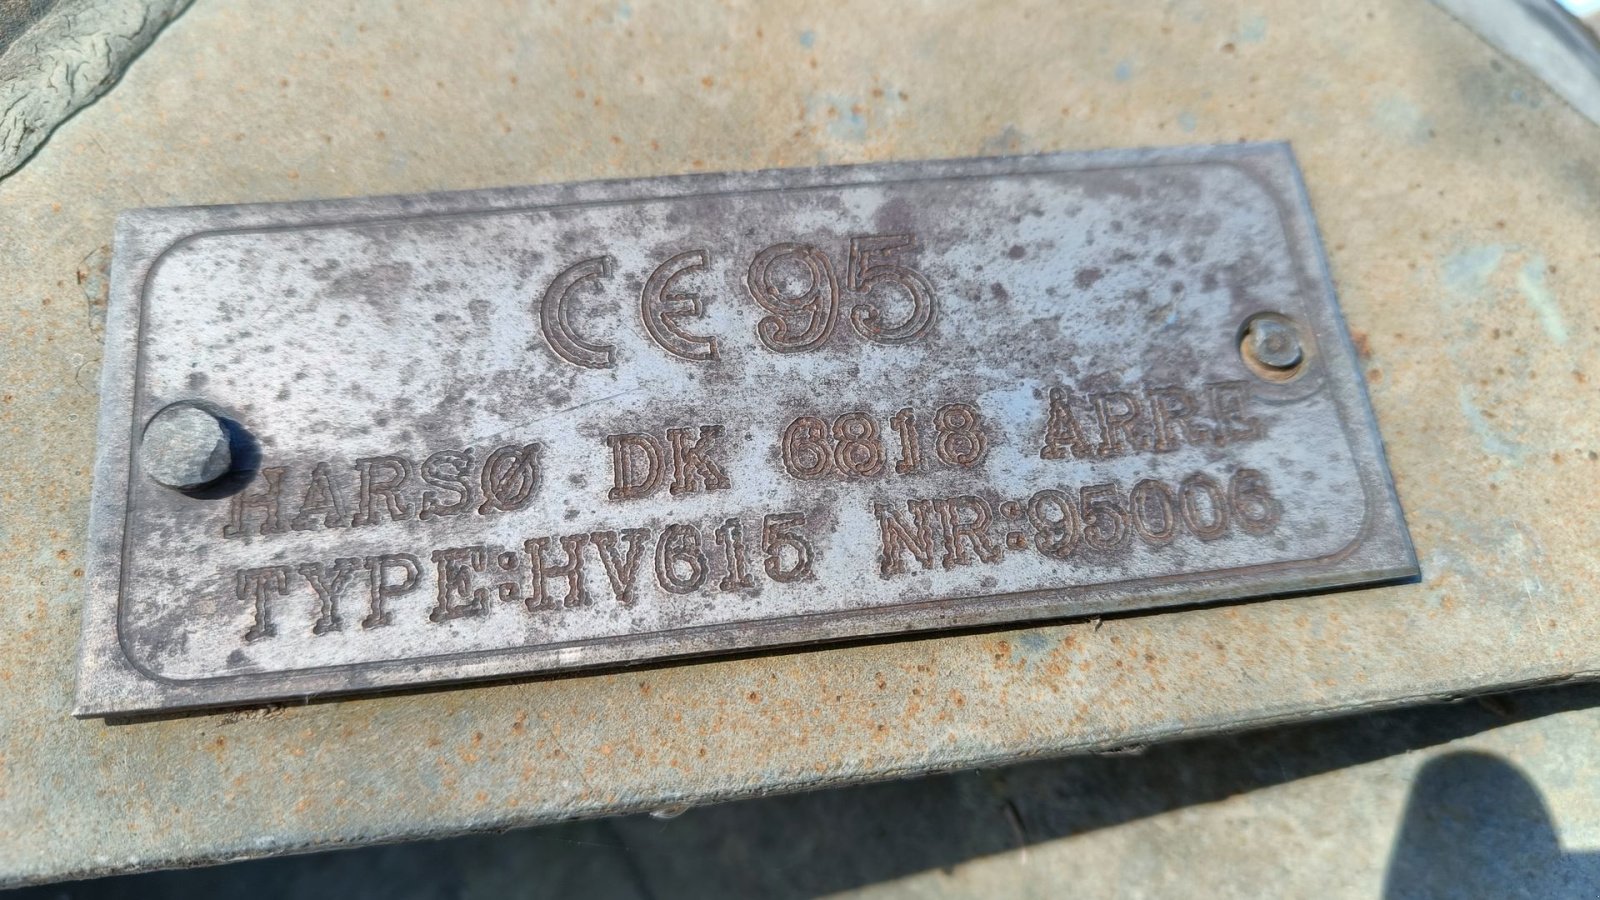 CE 95
HARSØ DK 6818 ÅRRE
TYPE:HV615 NR:95006